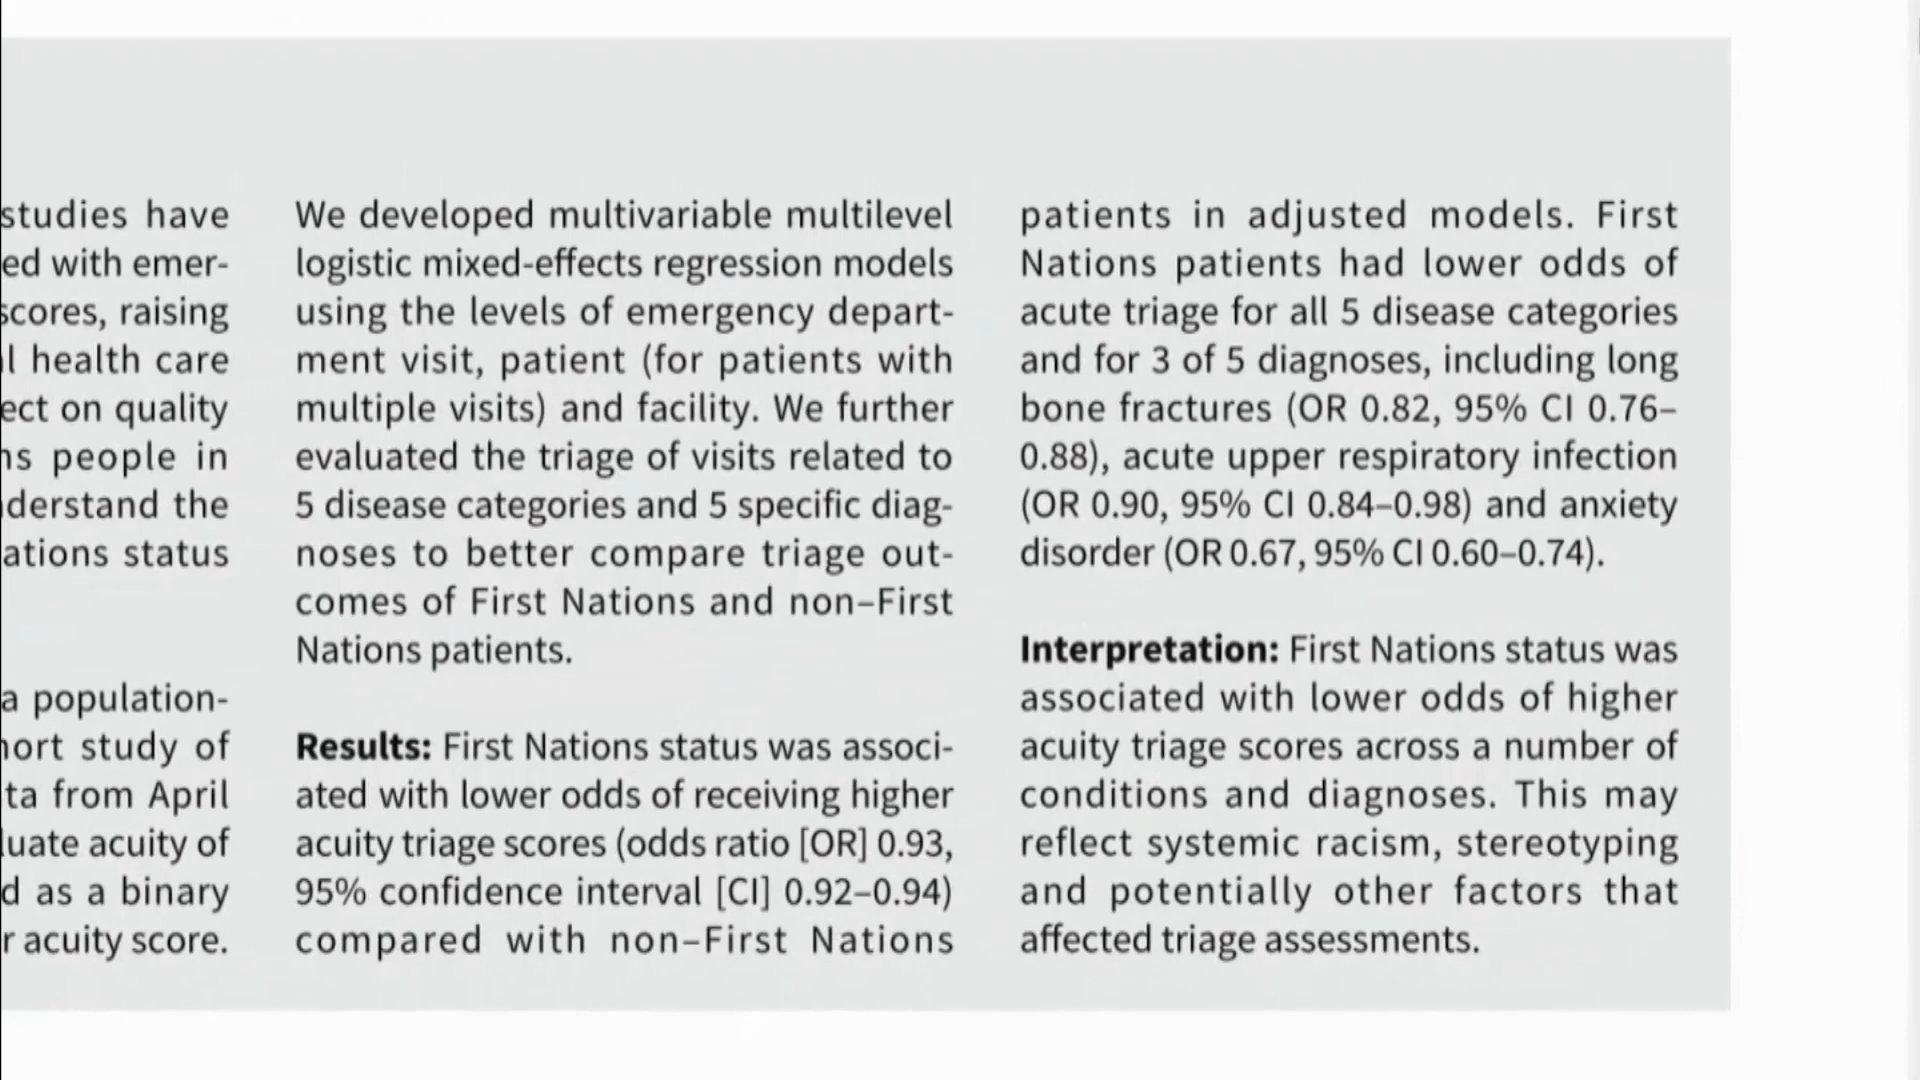 studies have
ed with emer-
scores, raising
l health care
ect on quality
ns people in
derstand the
ations status
a population-
ort study of
ta from April
luate acuity of
d as a binary
r acuity score.
We developed multivariable multilevel
logistic mixed-effects regression models
using the levels of emergency depart-
ment visit, patient (for patients with
multiple visits) and facility. We further
evaluated the triage of visits related to
5 disease categories and 5 specific diag-
noses to better compare triage out-
comes of First Nations and non–First
Nations patients.
Results: First Nations status was associ-
ated with lower odds of receiving higher
acuity triage scores (odds ratio [OR] 0.93,
95% confidence interval [CI] 0.92–0.94)
compared with non–First Nations
patients in adjusted models. First
Nations patients had lower odds of
acute triage for all 5 disease categories
and for 3 of 5 diagnoses, including long
bone fractures (OR 0.82, 95% CI 0.76–
0.88), acute upper respiratory infection
(OR 0.90, 95% CI 0.84–0.98) and anxiety
disorder (OR 0.67, 95% CI 0.60–0.74).
Interpretation: First Nations status was
associated with lower odds of higher
acuity triage scores across a number of
conditions and diagnoses. This may
reflect systemic racism, stereotyping
and potentially other factors that
affected triage assessments.